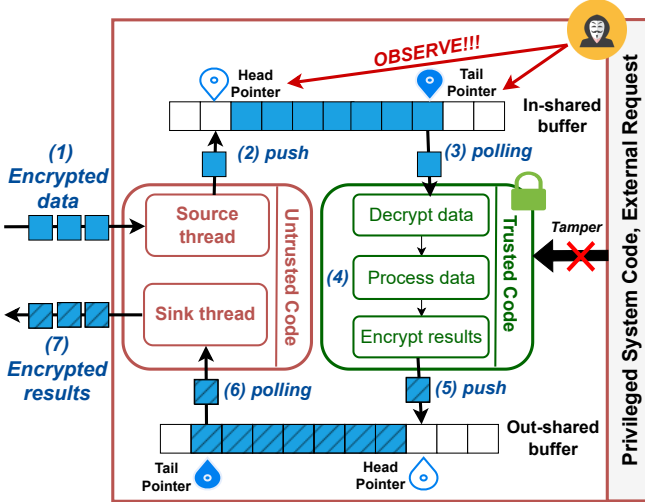 OBSERVE!!!
Head
Pointer
Tail
Pointer
In-shared
buffer
(1)
Encrypted
data
(2) push
(3) polling
Source
thread
Untrusted Code
Decrypt data
Trusted Code
Tamper
Privileged System Code, External Request
(4)
Process data
Sink thread
Encrypt results
(7)
Encrypted
results
(6) polling
(5) push
Out-shared
buffer
Tail
Pointer
Head
Pointer